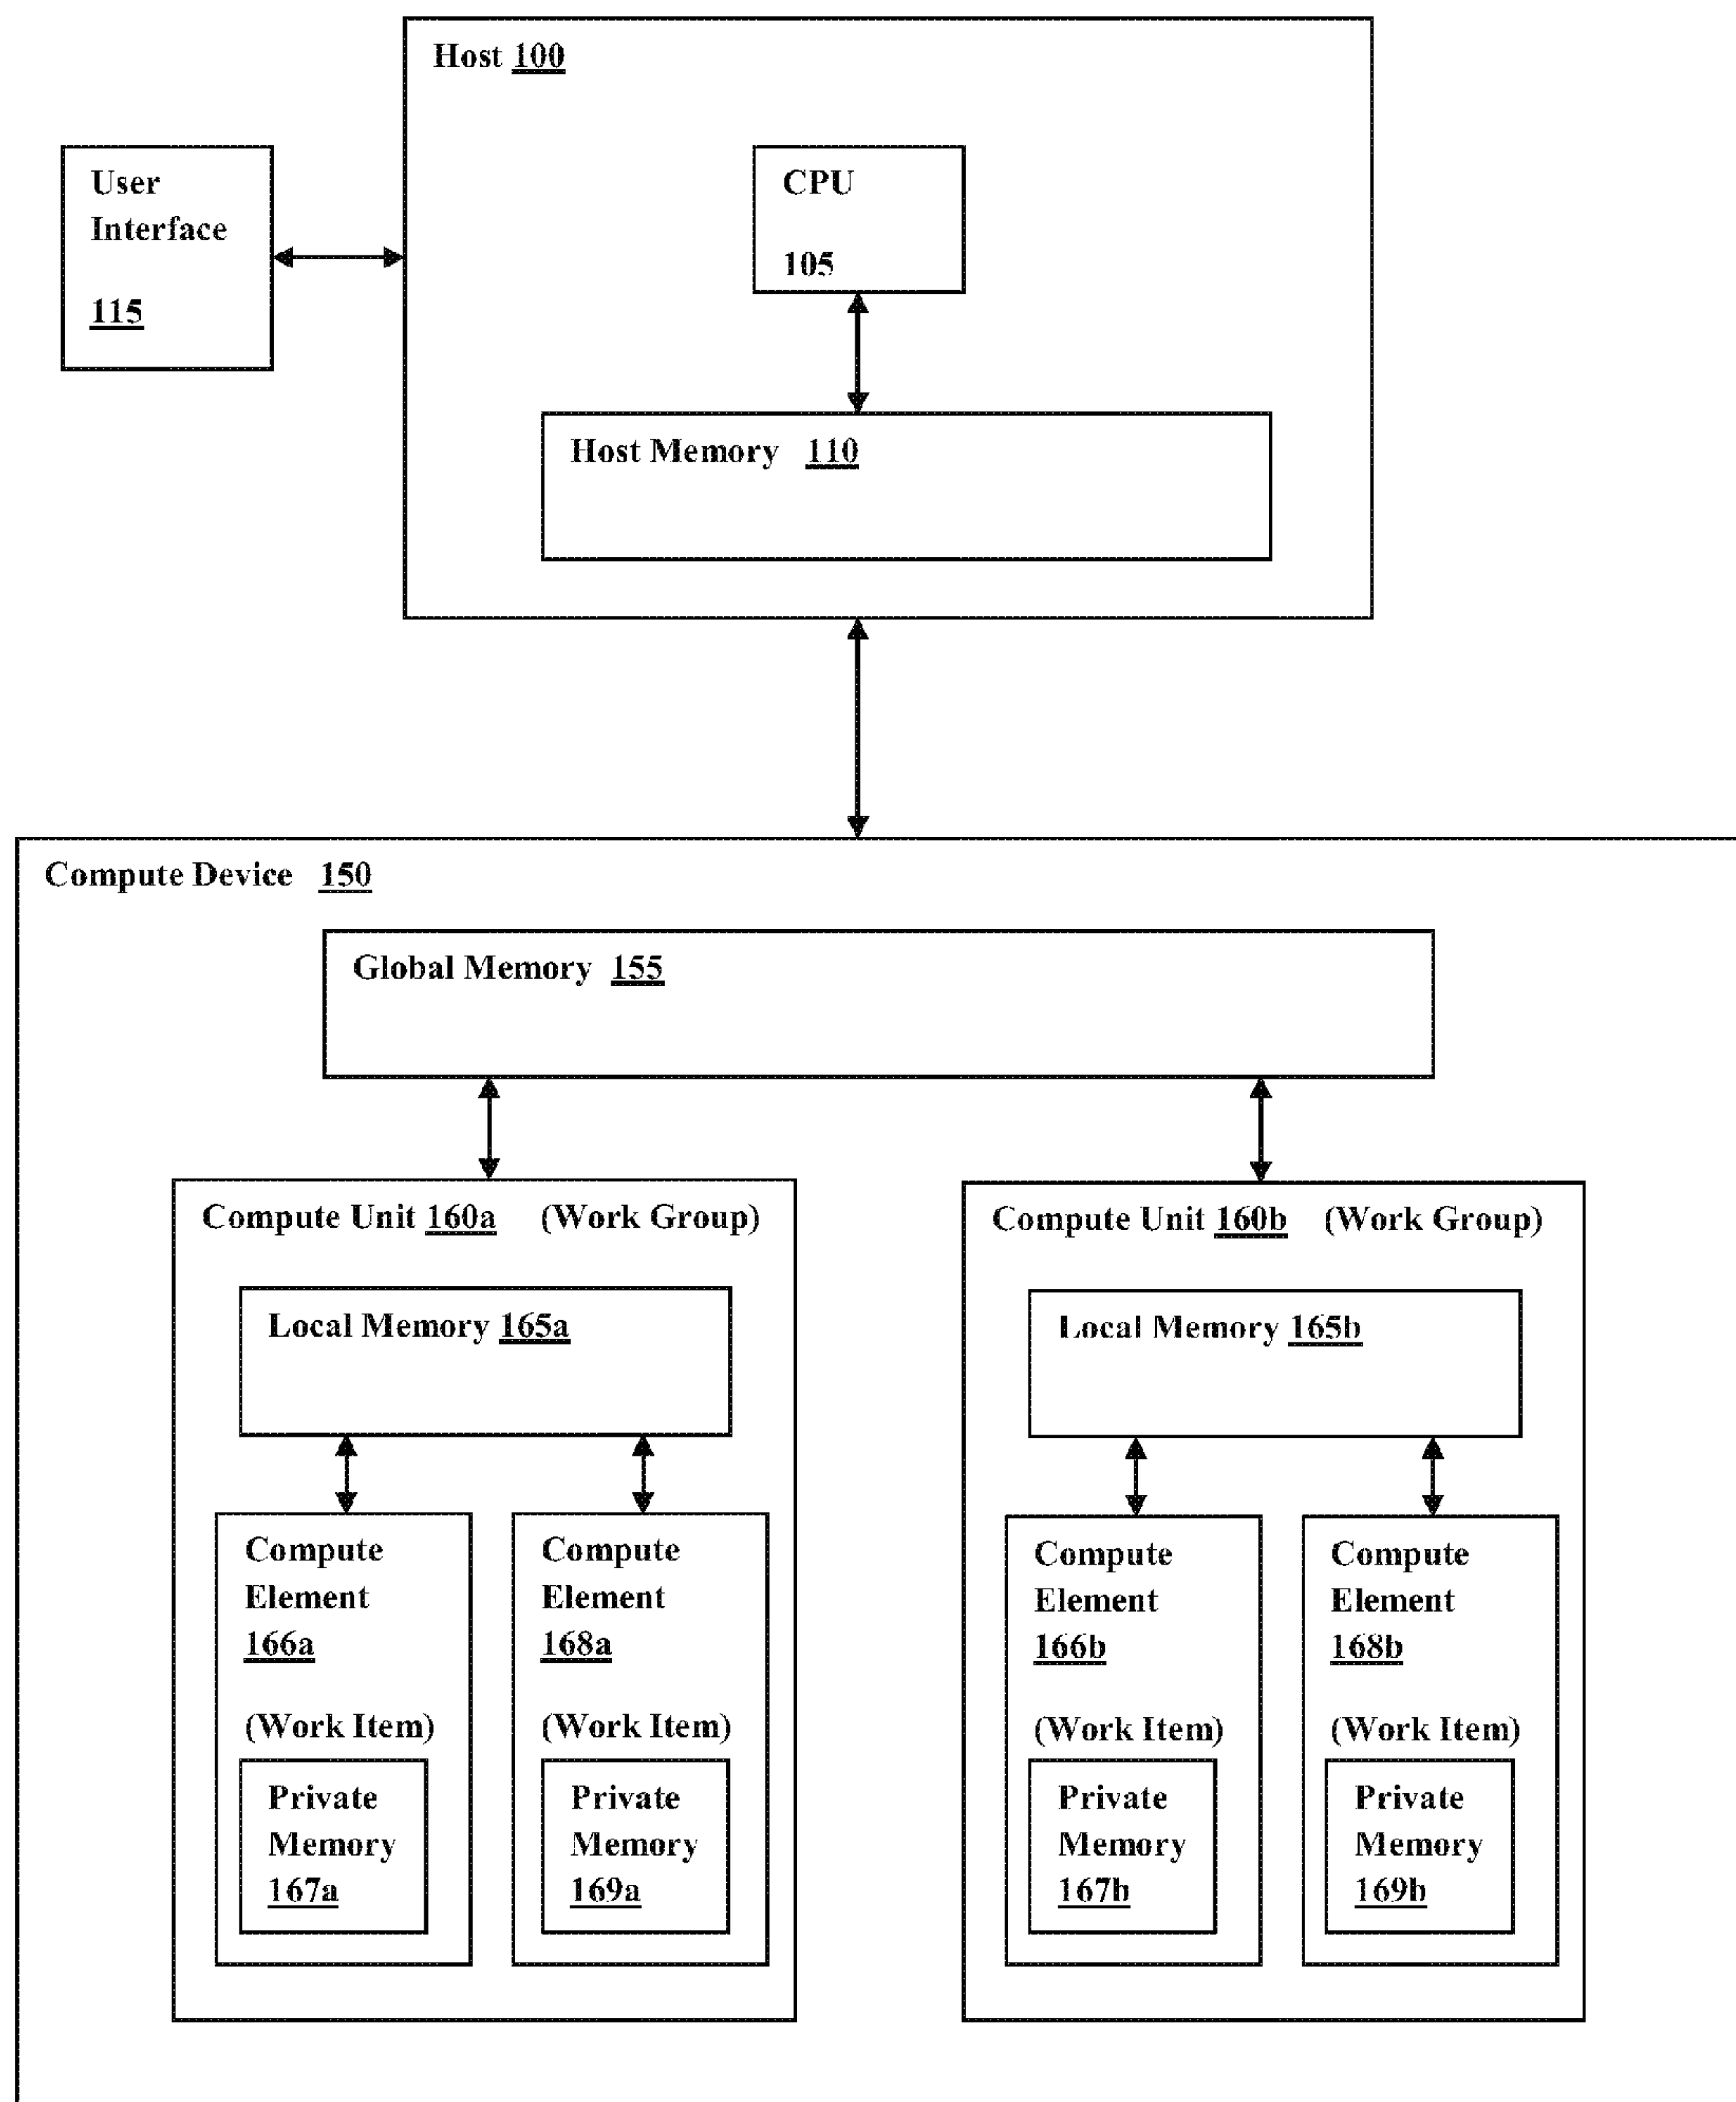 Host 100
User
Interface
115
CPU
105
Host Memory 110
Compute Device 150
Global Memory 155
Compute Unit 160a (Work Group)
Local Memory 165a
Compute
Element
166a
(Work Item)
Private
Memory
167a
Compute
Element
168a
(Work Item)
Private
Memory
169a
Compute Unit 160b (Work Group)
Local Memory 165b
Compute
Element
166b
(Work Item)
Private
Memory
167b
Compute
Element
168b
(Work Item)
Private
Memory
169b